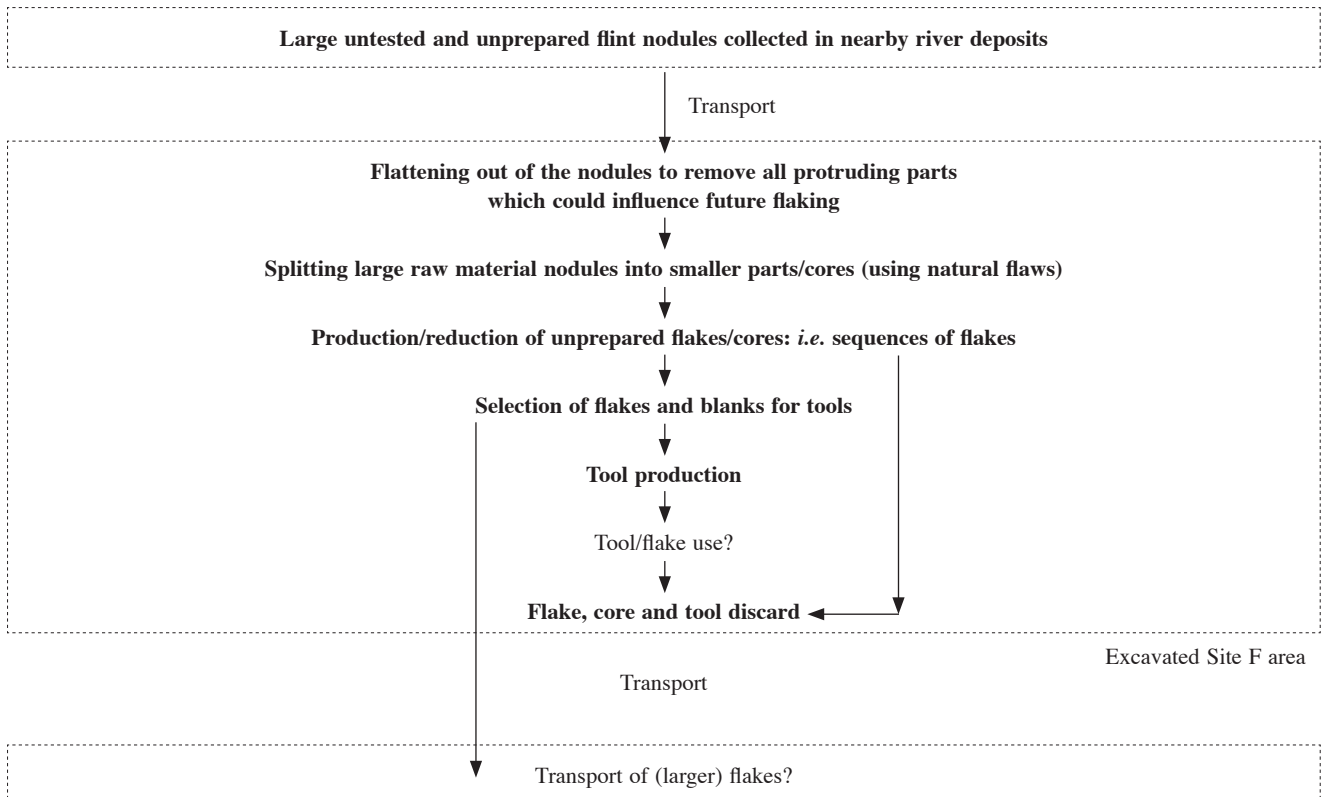 Large untested and unprepared flint nodules collected in nearby river deposits
Transport
Flattening out of the nodules to remove all protruding parts
which could influence future flaking
Splitting large raw material nodules into smaller parts/cores (using natural flaws)
Production/reduction of unprepared flakes/cores: i.e. sequences of flakes
Selection of flakes and blanks for tools
Tool production
Tool/flake use?
Flake, core and tool discard
Excavated Site F area
Transport
Transport of (larger) flakes?